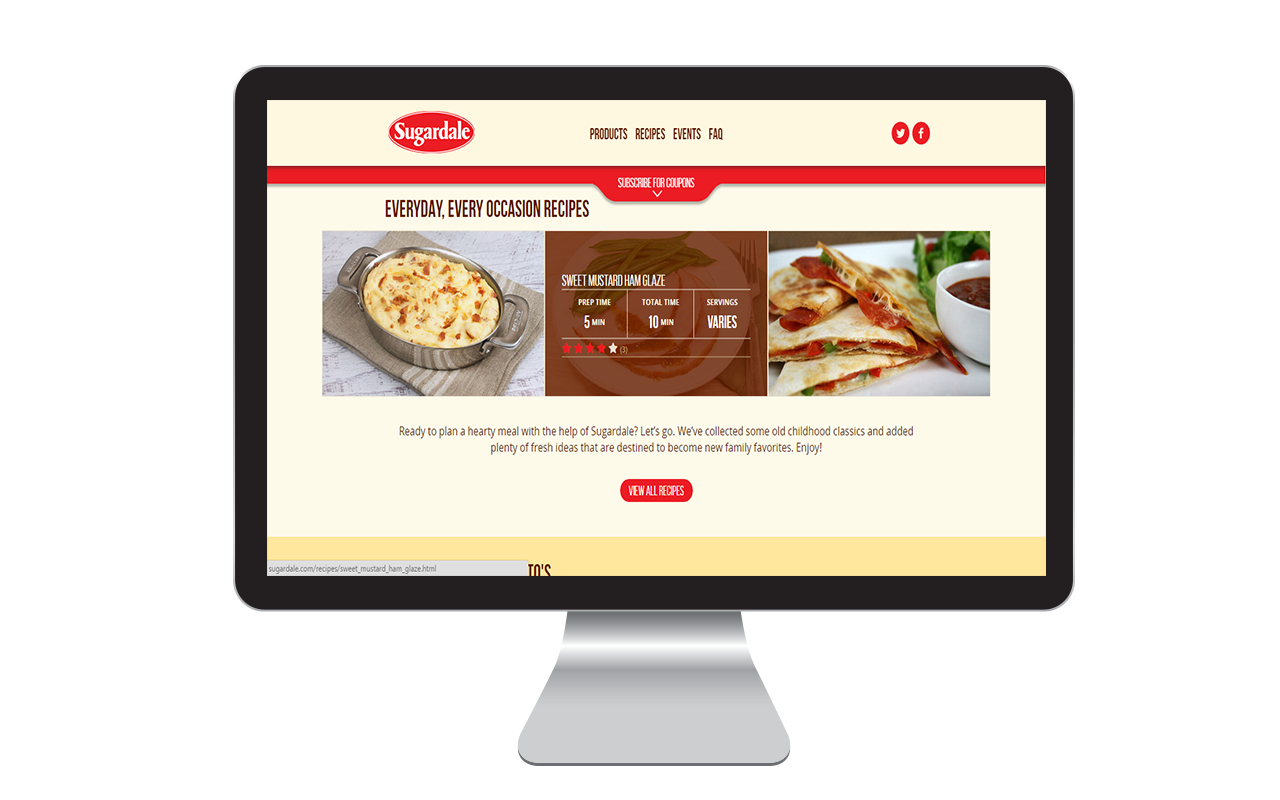 Sugardale
PRODUCTS RECIPES EVENTS FAQ
SUBSCRIBE FOR COUPONS
EVERYDAY, EVERY OCCASION RECIPES
SWEET MUSTARD HAM GLAZE
PREP TIME TOTAL TIME SERVINGS
5 MIN 10 MIN VARIES
(3)
Ready to plan a hearty meal with the help of Sugardale? Let's go. We've collected some old childhood classics and added
plenty of fresh ideas that are destined to become new family favorites. Enjoy!
VIEW ALL RECIPES
TO'S
sugardale.com/recipes/sweet_mustard_ham_glaze.html